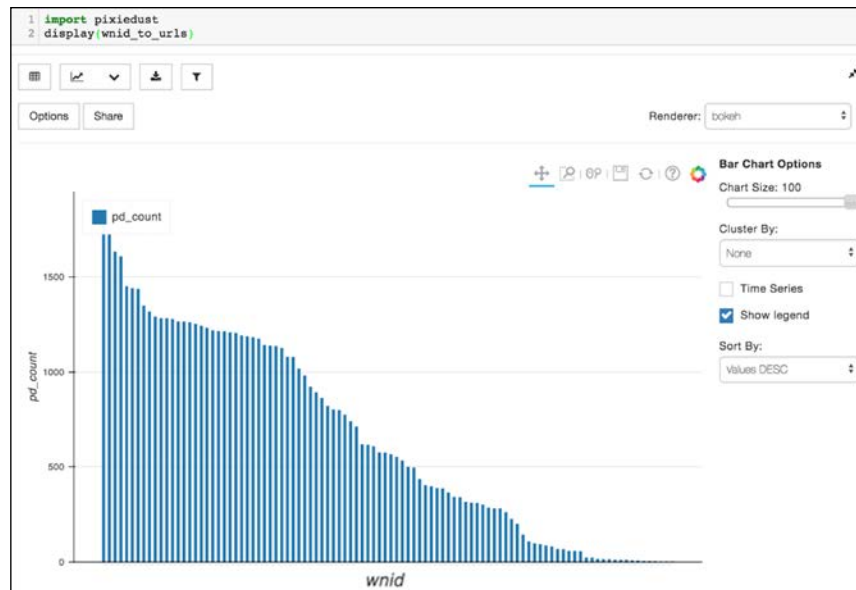 1 import pixiedust
2 display(wnid_to_urls)
Options Share Renderer: bokeh
Bar Chart Options
Chart Size: 100
Cluster By:
None
Time Series
Show legend
Sort By:
Values DESC
pd_count
1500
1000
500
0
pd_count
wnid